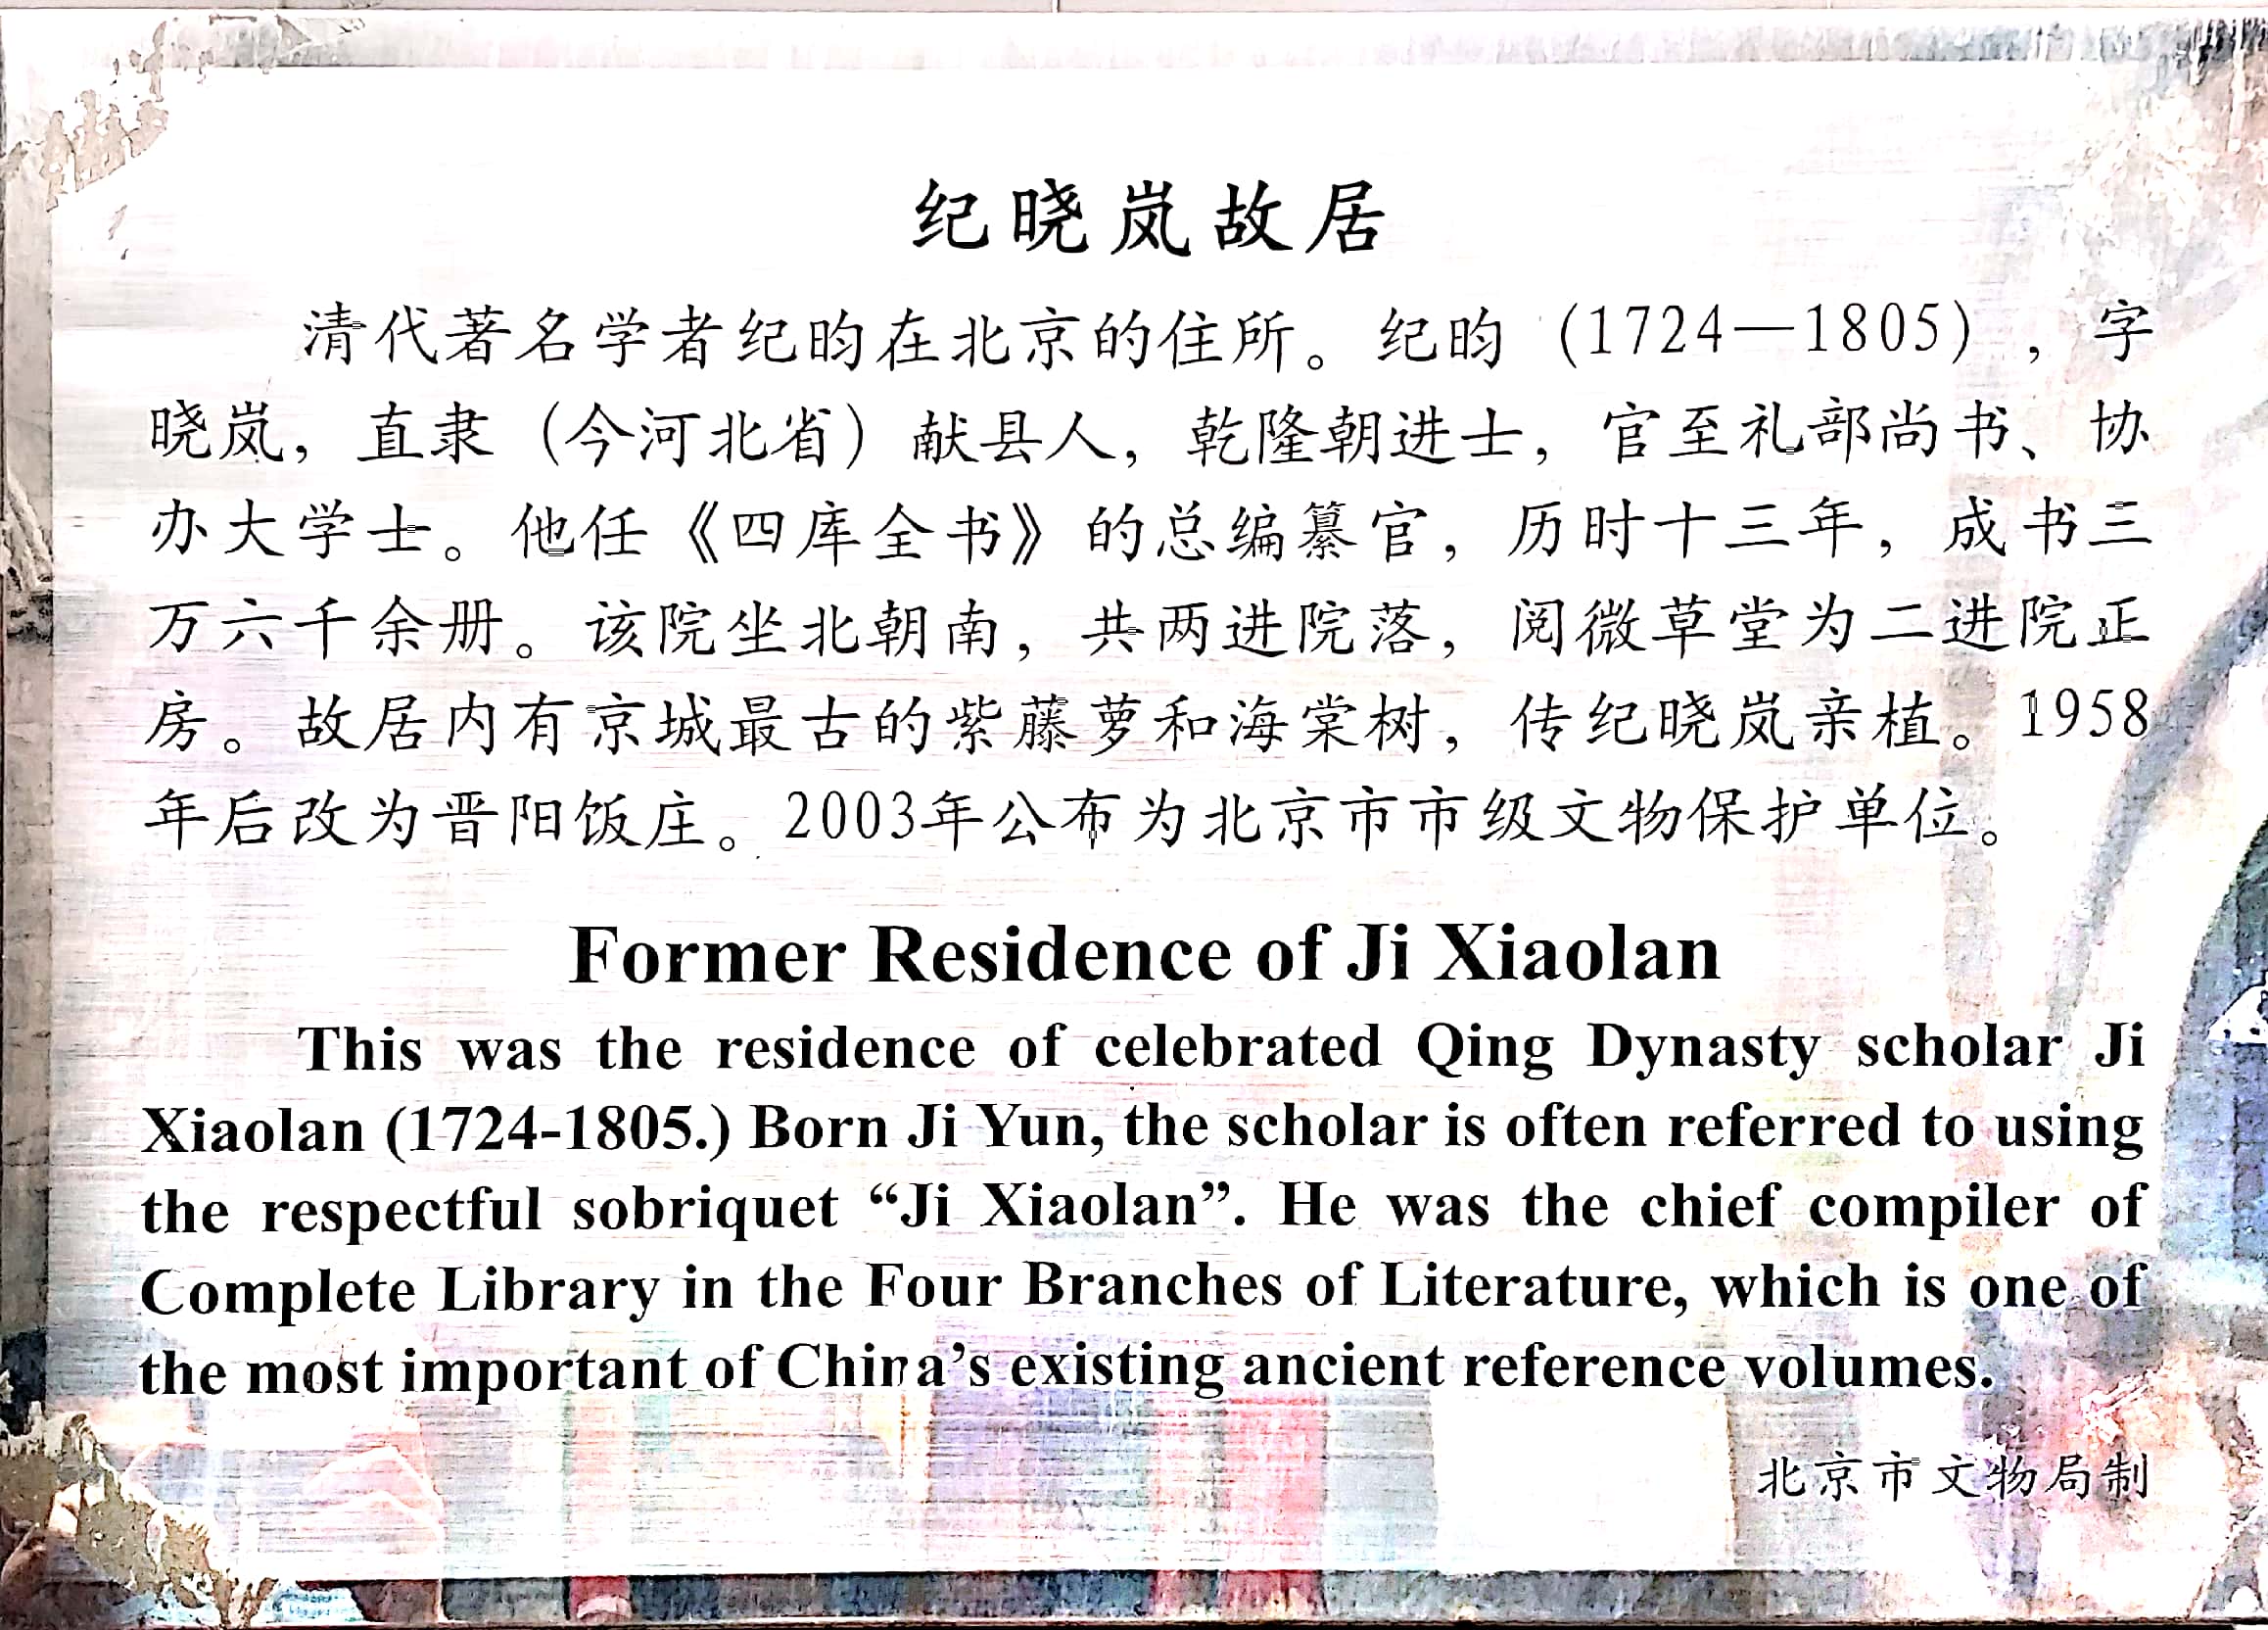 纪晓岚故居
清代著名学者纪昀在北京的住所。纪昀（1724—1805），字
晓岚，直隶（今河北省）献县人，乾隆朝进士，官至礼部尚书、协
办大学士。他任《四库全书》的总编纂官，历时十三年，成书三
万六千余册。该院坐北朝南，共两进院落，阅微草堂为二进院正
房。故居内有京城最古的紫藤萝和海棠树，传纪晓岚亲植。1958
年后改为晋阳饭庄。2003年公布为北京市市级文物保护单位。
Former Residence of Ji Xiaolan
This was the residence of celebrated Qing Dynasty scholar Ji
Xiaolan (1724-1805.) Born Ji Yun, the scholar is often referred to using
the respectful sobriquet “Ji Xiaolan”. He was the chief compiler of
Complete Library in the Four Branches of Literature, which is one of
the most important of China’s existing ancient reference volumes.
北京市文物局制